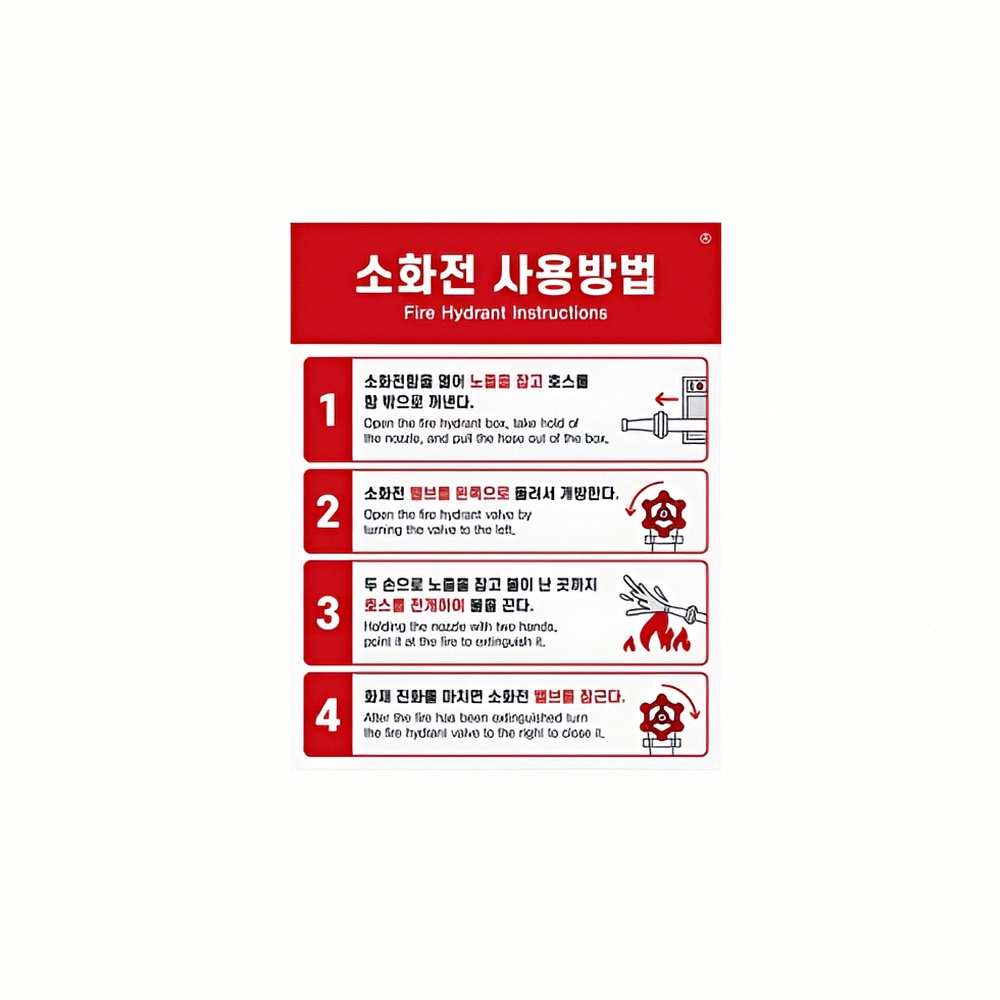 소화전 사용방법
Fire Hydrant Instructions
1
소화전함을 열어 노즐을 잡고 호스를
함 밖으로 꺼낸다.
Open the fire hydrant box, take hold of
the nozzle, and pull the hose out of the box.
2
소화전 밸브를 왼쪽으로 돌려서 개방한다.
Open the fire hydrant valve by
turning the valve to the left.
3
두 손으로 노즐을 잡고 불이 난 곳까지
호스를 전개하여 불을 끈다.
Holding the nozzle with two hands,
point it at the fire to extinguish it.
4
화재 진화를 마치면 소화전 밸브를 잠근다.
After the fire has been extinguished turn
the fire hydrant valve to the right to close it.